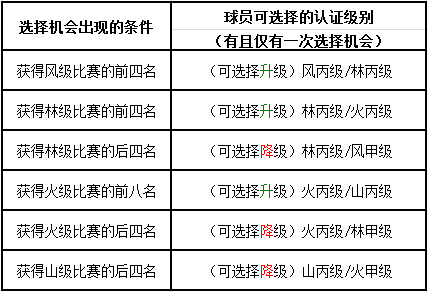 选择机会出现的条件
球员可选择的认证级别
（有且仅有一次选择机会）
获得风级比赛的前四名
（可选择升级）风丙级/林丙级
获得林级比赛的前四名
（可选择升级）林丙级/火丙级
获得林级比赛的后四名
（可选择降级）林丙级/风甲级
获得火级比赛的前八名
（可选择升级）火丙级/山丙级
获得火级比赛的后四名
（可选择降级）火丙级/林甲级
获得山级比赛的后四名
（可选择降级）山丙级/火甲级